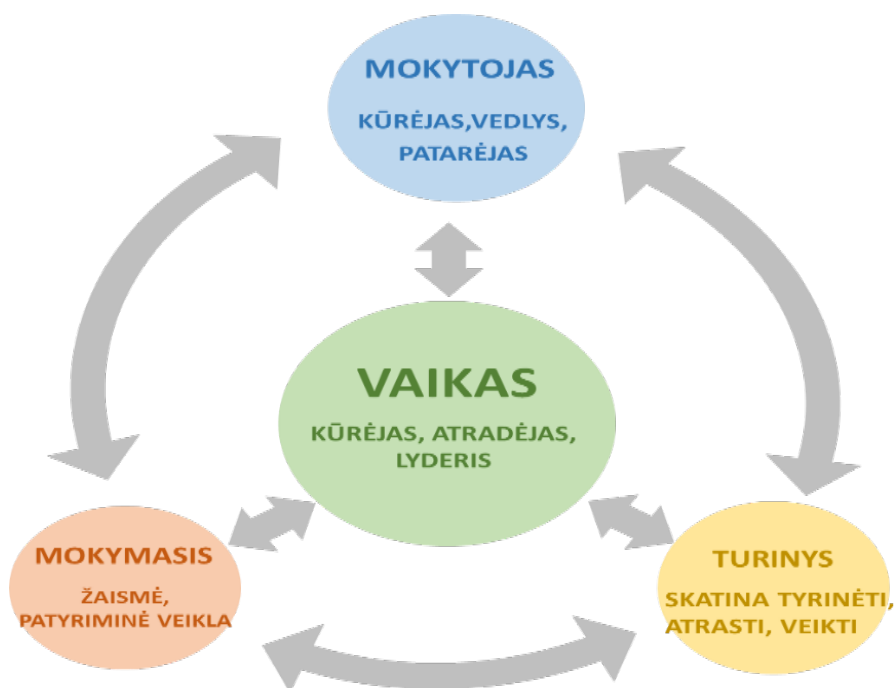 MOKYTOJAS
KŪRĖJAS,VEDLYS,
PATARĖJAS
VAIKAS
KŪRĖJAS, ATRADĖJAS,
LYDERIS
MOKYMASIS
ŽAISMĖ,
PATYRIMINĖ VEIKLA
TURINYS
SKATINA TYRINĖTI,
ATRASTI, VEIKTI